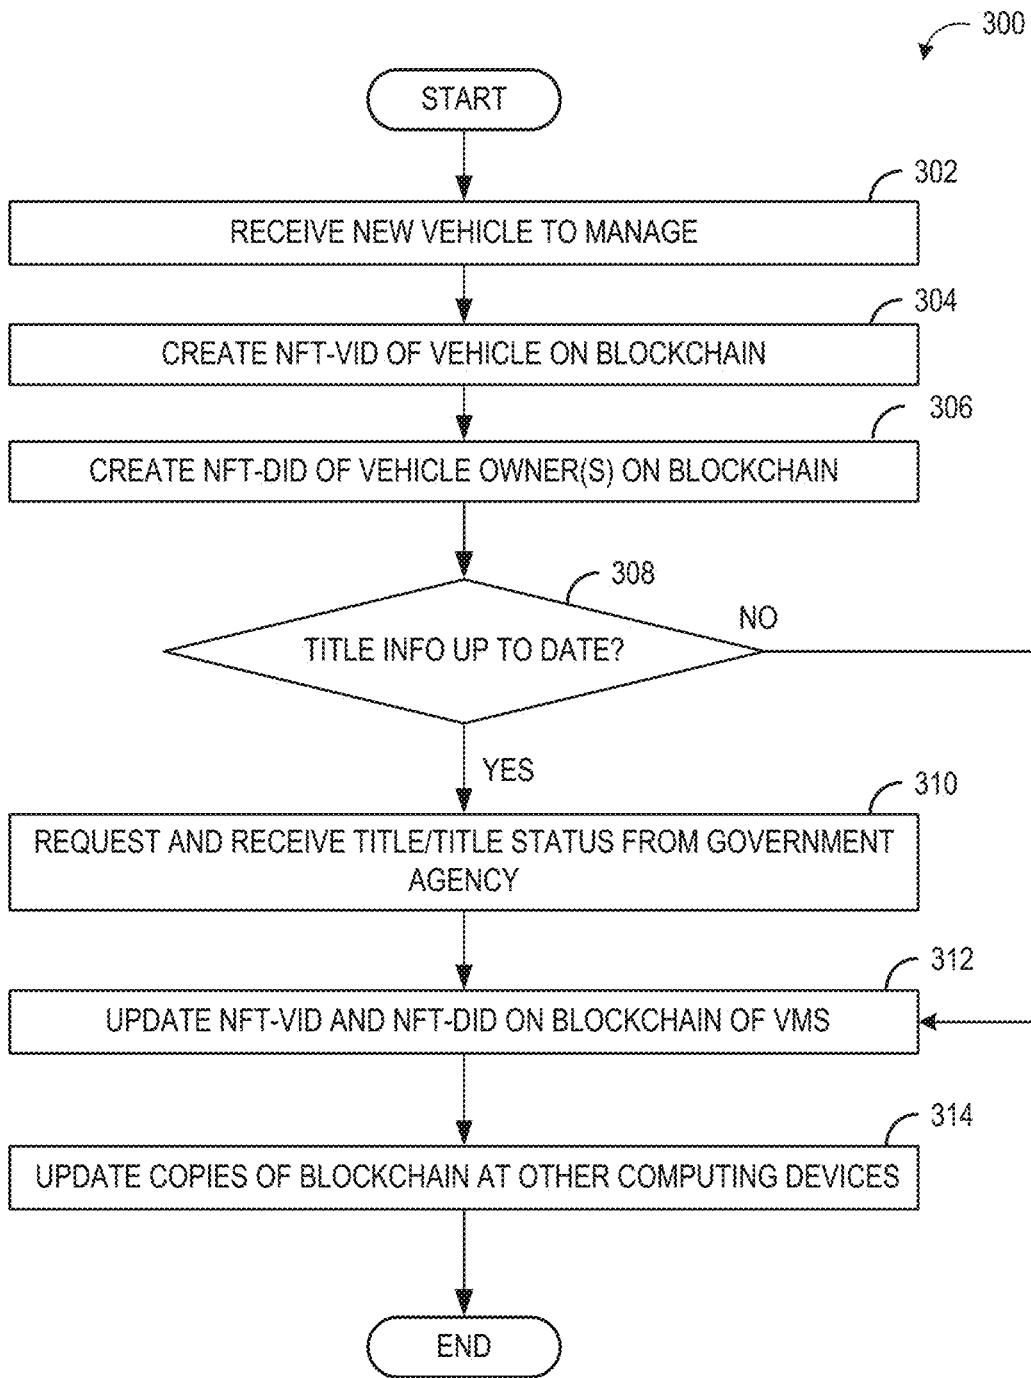 300
START
302
RECEIVE NEW VEHICLE TO MANAGE
304
CREATE NFT-VID OF VEHICLE ON BLOCKCHAIN
306
CREATE NFT-DID OF VEHICLE OWNER(S) ON BLOCKCHAIN
308
TITLE INFO UP TO DATE?
NO
YES
310
REQUEST AND RECEIVE TITLE/TITLE STATUS FROM GOVERNMENT
AGENCY
312
UPDATE NFT-VID AND NFT-DID ON BLOCKCHAIN OF VMS
314
UPDATE COPIES OF BLOCKCHAIN AT OTHER COMPUTING DEVICES
END